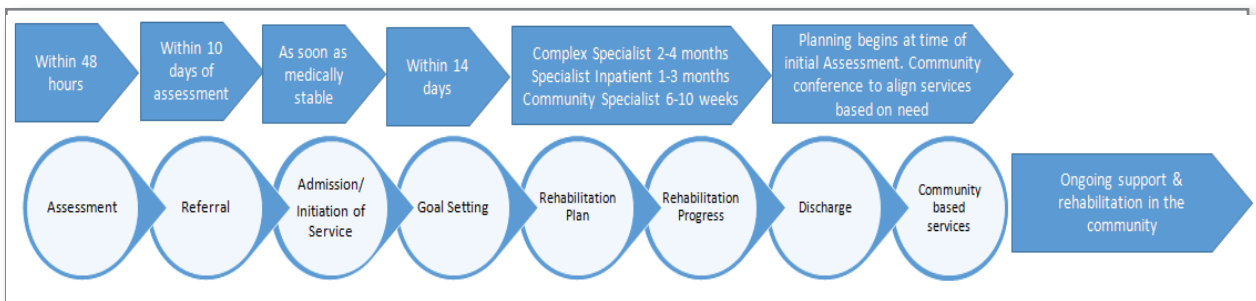 Within 48
hours
Within 10
days of
assessment
As soon as
medically
stable
Within 14
days
Complex Specialist 2-4 months
Specialist Inpatient 1-3 months
Community Specialist 6-10 weeks
Planning begins at time of
initial Assessment. Community
conference to align services
based on need
Assessment
Referral
Admission/
Initiation of
Service
Goal Setting
Rehabilitation
Plan
Rehabilitation
Progress
Discharge
Community
based
services
Ongoing support &
rehabilitation in the
community